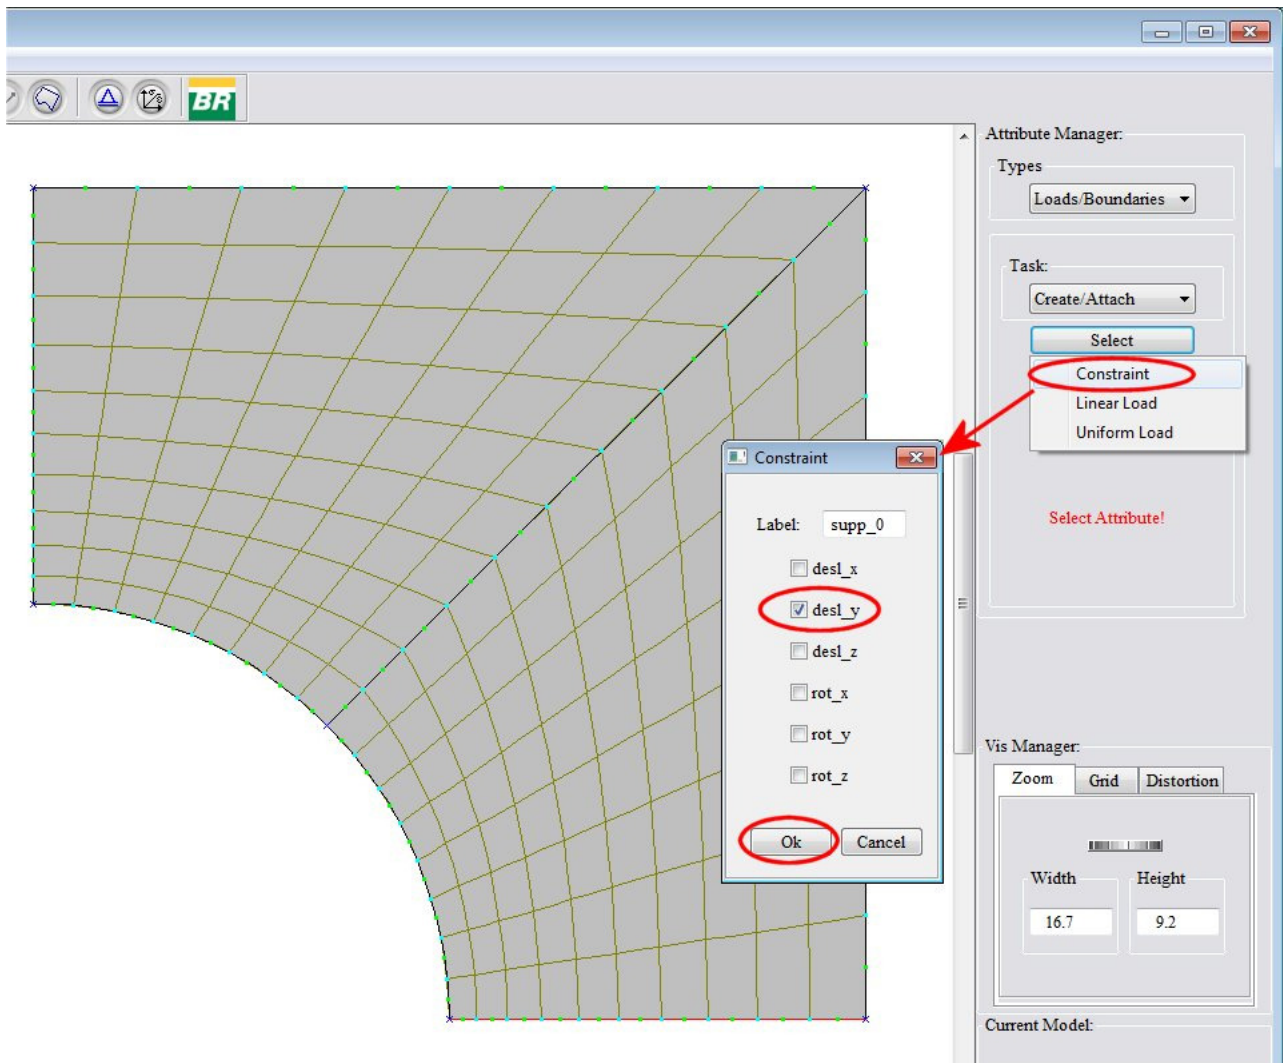 BR
Attribute Manager:
Types
Loads/Boundaries
Task:
Create/Attach
Select
Constraint
Linear Load
Uniform Load
Select Attribute!
Constraint
Label: supp_0
desl_x
desl_y
desl_z
rot_x
rot_y
rot_z
Ok Cancel
Vis Manager:
Zoom Grid Distortion
Width Height
16.7 9.2
Current Model: